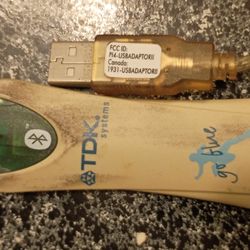 FCC ID:
PI4-USBADAPTORII
Canada:
1931-USBADAPTORII
TDK
systems
go blue